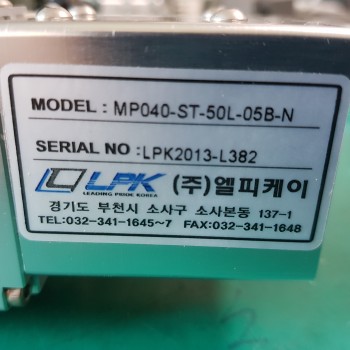 MODEL : MP040-ST-50L-05B-N
SERIAL NO :LPK2013-L382
LPK (주)엘피케이
LEADING PRIDE KOREA
경기도 부천시 소사구 소사본동 137-1
TEL:032-341-1645~7 FAX:032-341-1648